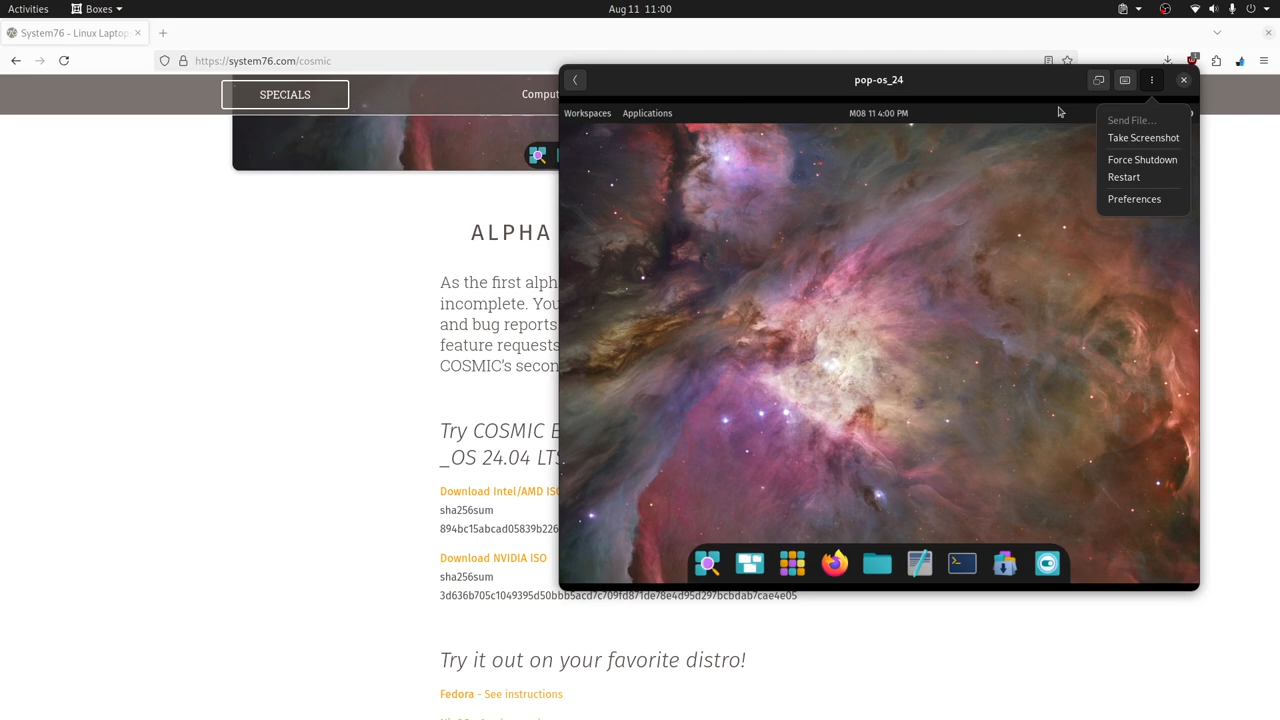 Activities
Boxes
Aug 11 11:00
System76 - Linux Laptop
https://system76.com/cosmic
SPECIALS
Comput
ALPHA
As the first alph
incomplete. You
and bug reports
feature requests
COSMIC's secon
Try COSMIC E
_OS 24.04 LTS
Download Intel/AMD ISO
sha256sum
894bc15abcad05839b226
Download NVIDIA ISO
sha256sum
3d636b705c1049395d50bbb5acd7c709fd871de78e4d95d297bcbdab7cae4e05
Try it out on your favorite distro!
Fedora - See instructions
pop-os_24
Workspaces
Applications
M08 11 4:00 PM
Send File...
Take Screenshot
Force Shutdown
Restart
Preferences